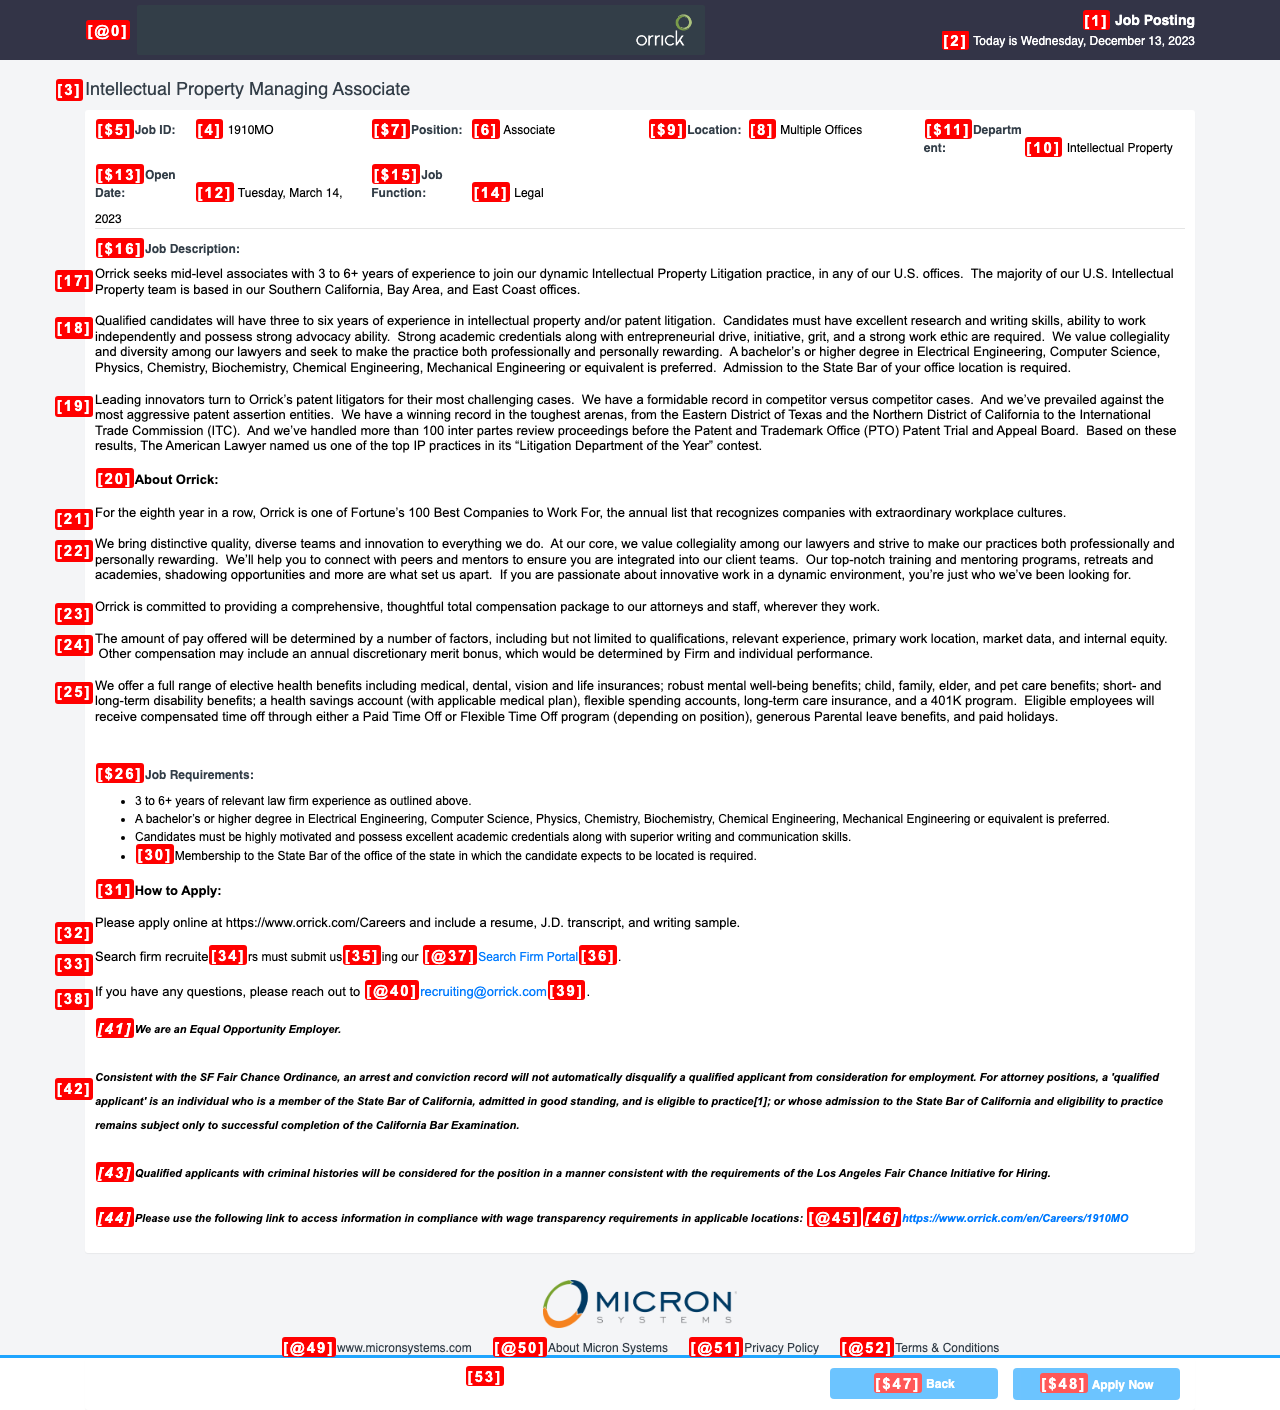 [@0] orrick
[1] Job Posting
[2] Today is Wednesday, December 13, 2023
[3] Intellectual Property Managing Associate
[$5] Job ID: [4] 1910MO [$7] Position: [6] Associate [$9] Location: [8] Multiple Offices [$11] Departm
ent: [10] Intellectual Property
[$13] Open [$15] Job
Date: [12] Tuesday, March 14, Function: [14] Legal
2023
[$16] Job Description:
[17] Orrick seeks mid-level associates with 3 to 6+ years of experience to join our dynamic Intellectual Property Litigation practice, in any of our U.S. offices. The majority of our U.S. Intellectual
Property team is based in our Southern California, Bay Area, and East Coast offices.
[18] Qualified candidates will have three to six years of experience in intellectual property and/or patent litigation. Candidates must have excellent research and writing skills, ability to work
independently and possess strong advocacy ability. Strong academic credentials along with entrepreneurial drive, initiative, grit, and a strong work ethic are required. We value collegiality
and diversity among our lawyers and seek to make the practice both professionally and personally rewarding. A bachelor's or higher degree in Electrical Engineering, Computer Science,
Physics, Chemistry, Biochemistry, Chemical Engineering, Mechanical Engineering or equivalent is preferred. Admission to the State Bar of your office location is required.
[19] Leading innovators turn to Orrick's patent litigators for their most challenging cases. We have a formidable record in competitor versus competitor cases. And we've prevailed against the
most aggressive patent assertion entities. We have a winning record in the toughest arenas, from the Eastern District of Texas and the Northern District of California to the International
Trade Commission (ITC). And we've handled more than 100 inter partes review proceedings before the Patent and Trademark Office (PTO) Patent Trial and Appeal Board. Based on these
results, The American Lawyer named us one of the top IP practices in its “Litigation Department of the Year” contest.
[20] About Orrick:
[21] For the eighth year in a row, Orrick is one of Fortune's 100 Best Companies to Work For, the annual list that recognizes companies with extraordinary workplace cultures.
[22] We bring distinctive quality, diverse teams and innovation to everything we do. At our core, we value collegiality among our lawyers and strive to make our practices both professionally and
personally rewarding. We'll help you to connect with peers and mentors to ensure you are integrated into our client teams. Our top-notch training and mentoring programs, retreats and
academies, shadowing opportunities and more are what set us apart. If you are passionate about innovative work in a dynamic environment, you're just who we've been looking for.
[23] Orrick is committed to providing a comprehensive, thoughtful total compensation package to our attorneys and staff, wherever they work.
[24] The amount of pay offered will be determined by a number of factors, including but not limited to qualifications, relevant experience, primary work location, market data, and internal equity.
Other compensation may include an annual discretionary merit bonus, which would be determined by Firm and individual performance.
[25] We offer a full range of elective health benefits including medical, dental, vision and life insurances; robust mental well-being benefits; child, family, elder, and pet care benefits; short- and
long-term disability benefits; a health savings account (with applicable medical plan), flexible spending accounts, long-term care insurance, and a 401K program. Eligible employees will
receive compensated time off through either a Paid Time Off or Flexible Time Off program (depending on position), generous Parental leave benefits, and paid holidays.
[$26] Job Requirements:
• 3 to 6+ years of relevant law firm experience as outlined above.
• A bachelor's or higher degree in Electrical Engineering, Computer Science, Physics, Chemistry, Biochemistry, Chemical Engineering, Mechanical Engineering or equivalent is preferred.
• Candidates must be highly motivated and possess excellent academic credentials along with superior writing and communication skills.
• [30] Membership to the State Bar of the office of the state in which the candidate expects to be located is required.
[31] How to Apply:
[32] Please apply online at https://www.orrick.com/Careers and include a resume, J.D. transcript, and writing sample.
[33] Search firm recruite[34]rs must submit us[35]ing our [@37]Search Firm Portal[36].
[38] If you have any questions, please reach out to [@40]recruiting@orrick.com[39].
[41] We are an Equal Opportunity Employer.
[42] Consistent with the SF Fair Chance Ordinance, an arrest and conviction record will not automatically disqualify a qualified applicant from consideration for employment. For attorney positions, a 'qualified
applicant' is an individual who is a member of the State Bar of California, admitted in good standing, and is eligible to practice[1]; or whose admission to the State Bar of California and eligibility to practice
remains subject only to successful completion of the California Bar Examination.
[43] Qualified applicants with criminal histories will be considered for the position in a manner consistent with the requirements of the Los Angeles Fair Chance Initiative for Hiring.
[44] Please use the following link to access information in compliance with wage transparency requirements in applicable locations: [@45][46]https://www.orrick.com/en/Careers/1910MO
MICRON
SYSTEMS
[@49] www.micronsystems.com [@50] About Micron Systems [@51] Privacy Policy [@52] Terms & Conditions
[53]
[$47] Back [$48] Apply Now